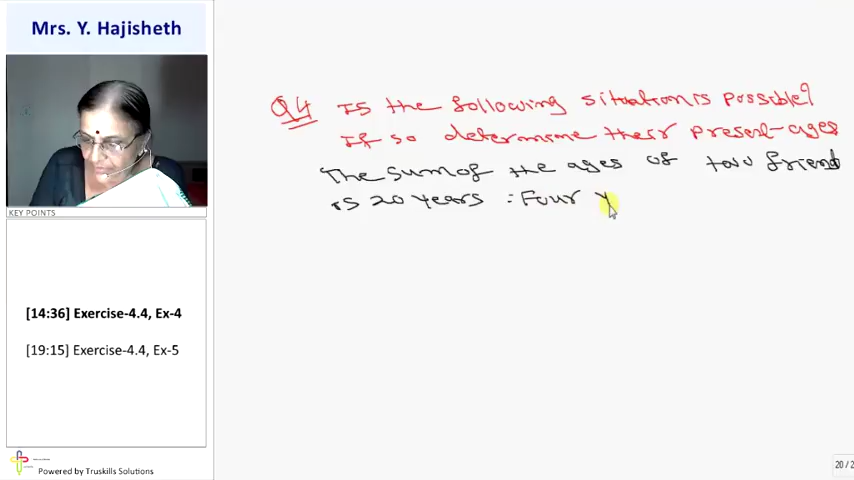 Mrs. Y. Hajisheth
KEY POINTS
[14:36] Exercise-4.4, Ex-4
[19:15] Exercise-4.4, Ex-5
Powered by Truskills Solutions
Q4 Is the following situation is possible?
If so determine their present ages
The sum of the ages of two friend
is 20 years : Four y
20 / 2